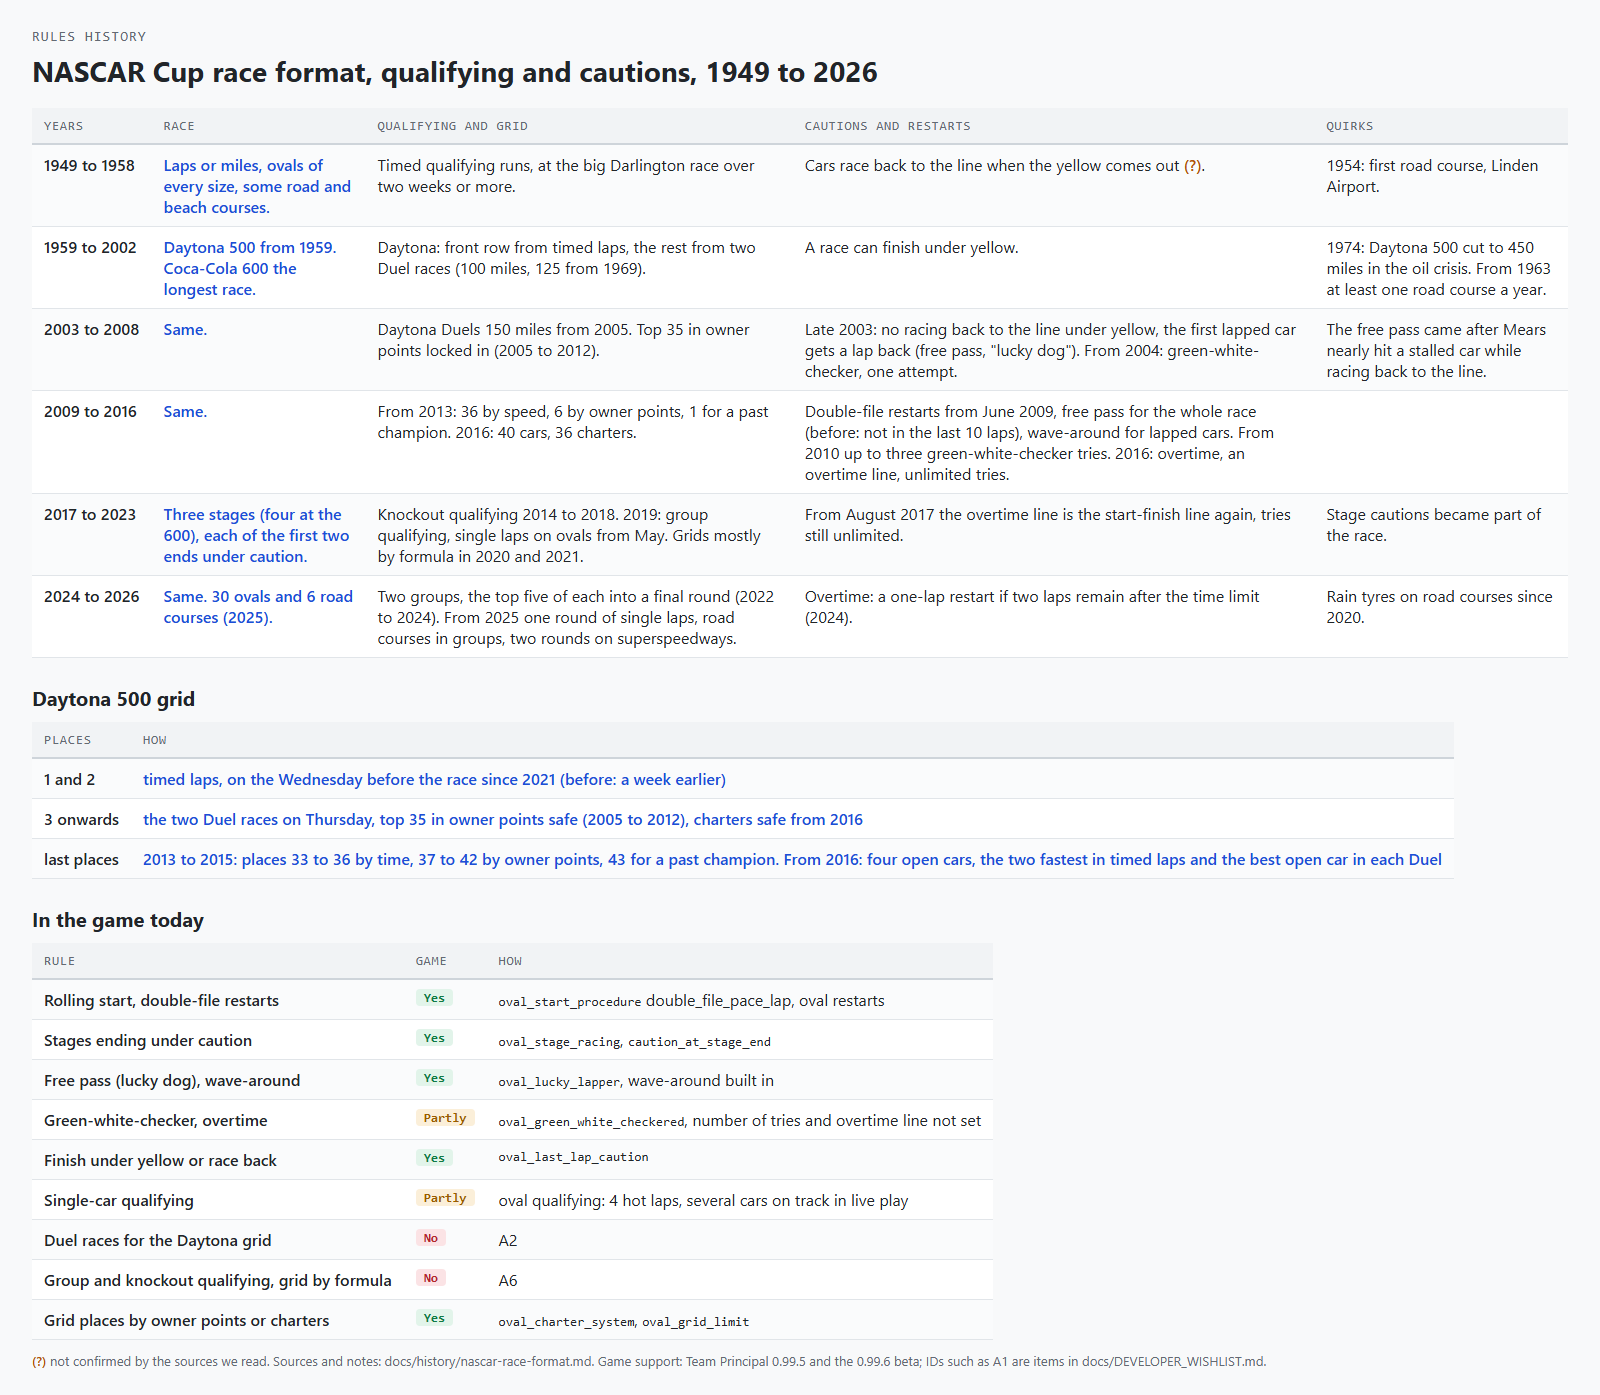 RULES HISTORY
NASCAR Cup race format, qualifying and cautions, 1949 to 2026
YEARS RACE QUALIFYING AND GRID CAUTIONS AND RESTARTS QUIRKS
1949 to 1958
Laps or miles, ovals of
every size, some road and
beach courses.
Timed qualifying runs, at the big Darlington race over
two weeks or more.
Cars race back to the line when the yellow comes out (?).
1954: first road course, Linden
Airport.
1959 to 2002
Daytona 500 from 1959.
Coca-Cola 600 the
longest race.
Daytona: front row from timed laps, the rest from two
Duel races (100 miles, 125 from 1969).
A race can finish under yellow.
1974: Daytona 500 cut to 450
miles in the oil crisis. From 1963
at least one road course a year.
2003 to 2008
Same.
Daytona Duels 150 miles from 2005. Top 35 in owner
points locked in (2005 to 2012).
Late 2003: no racing back to the line under yellow, the first lapped car
gets a lap back (free pass, "lucky dog"). From 2004: green-white-
checker, one attempt.
The free pass came after Mears
nearly hit a stalled car while
racing back to the line.
2009 to 2016
Same.
From 2013: 36 by speed, 6 by owner points, 1 for a past
champion. 2016: 40 cars, 36 charters.
Double-file restarts from June 2009, free pass for the whole race
(before: not in the last 10 laps), wave-around for lapped cars. From
2010 up to three green-white-checker tries. 2016: overtime, an
overtime line, unlimited tries.
2017 to 2023
Three stages (four at the
600), each of the first two
ends under caution.
Knockout qualifying 2014 to 2018. 2019: group
qualifying, single laps on ovals from May. Grids mostly
by formula in 2020 and 2021.
From August 2017 the overtime line is the start-finish line again, tries
still unlimited.
Stage cautions became part of
the race.
2024 to 2026
Same. 30 ovals and 6 road
courses (2025).
Two groups, the top five of each into a final round (2022
to 2024). From 2025 one round of single laps, road
courses in groups, two rounds on superspeedways.
Overtime: a one-lap restart if two laps remain after the time limit
(2024).
Rain tyres on road courses since
2020.
Daytona 500 grid
PLACES HOW
1 and 2 timed laps, on the Wednesday before the race since 2021 (before: a week earlier)
3 onwards the two Duel races on Thursday, top 35 in owner points safe (2005 to 2012), charters safe from 2016
last places 2013 to 2015: places 33 to 36 by time, 37 to 42 by owner points, 43 for a past champion. From 2016: four open cars, the two fastest in timed laps and the best open car in each Duel
In the game today
RULE GAME HOW
Rolling start, double-file restarts Yes oval_start_procedure double_file_pace_lap, oval restarts
Stages ending under caution Yes oval_stage_racing, caution_at_stage_end
Free pass (lucky dog), wave-around Yes oval_lucky_lapper, wave-around built in
Green-white-checker, overtime Partly oval_green_white_checkered, number of tries and overtime line not set
Finish under yellow or race back Yes oval_last_lap_caution
Single-car qualifying Partly oval qualifying: 4 hot laps, several cars on track in live play
Duel races for the Daytona grid No A2
Group and knockout qualifying, grid by formula No A6
Grid places by owner points or charters Yes oval_charter_system, oval_grid_limit
(?) not confirmed by the sources we read. Sources and notes: docs/history/nascar-race-format.md. Game support: Team Principal 0.99.5 and the 0.99.6 beta; IDs such as A1 are items in docs/DEVELOPER_WISHLIST.md.